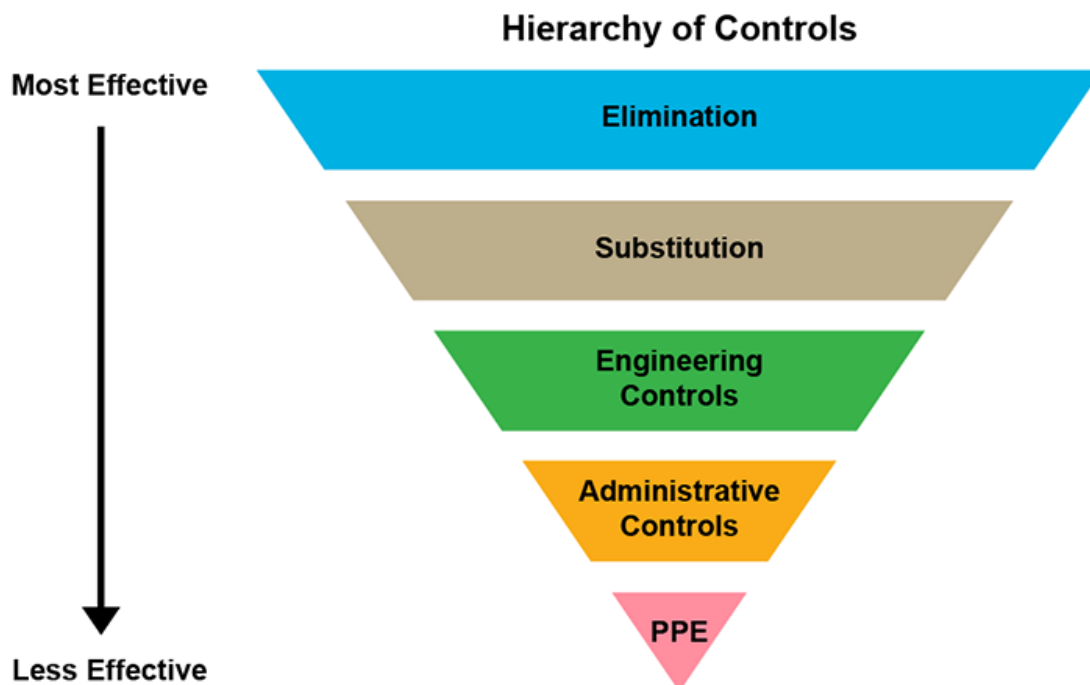 Hierarchy of Controls
Most Effective
Elimination
Substitution
Engineering
Controls
Administrative
Controls
PPE
Less Effective